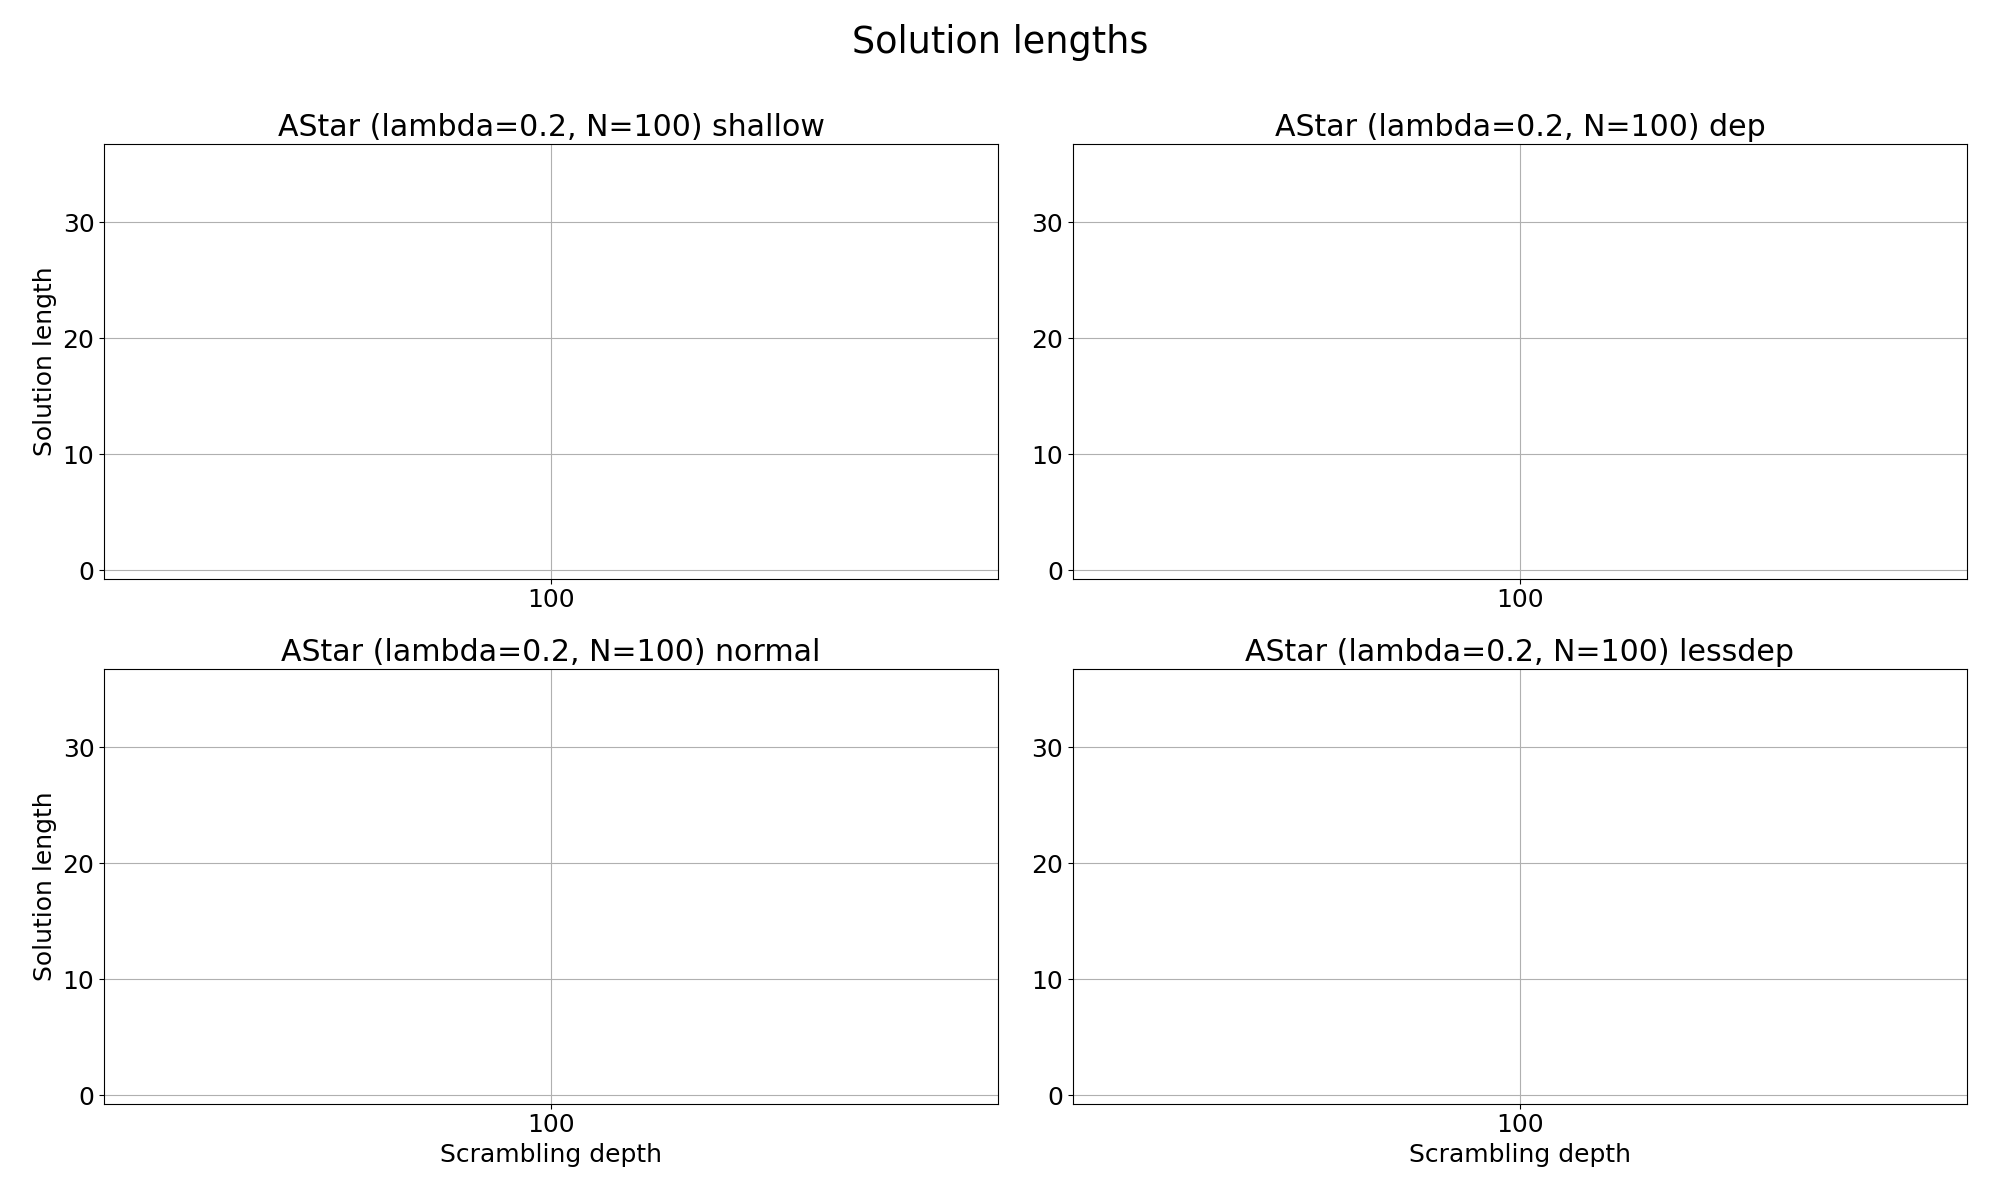 Solution lengths
AStar (lambda=0.2, N=100) shallow
30
20
10
0
Solution length
100
AStar (lambda=0.2, N=100) dep
30
20
10
0
100
AStar (lambda=0.2, N=100) normal
30
20
10
0
Solution length
100
Scrambling depth
AStar (lambda=0.2, N=100) lessdep
30
20
10
0
100
Scrambling depth